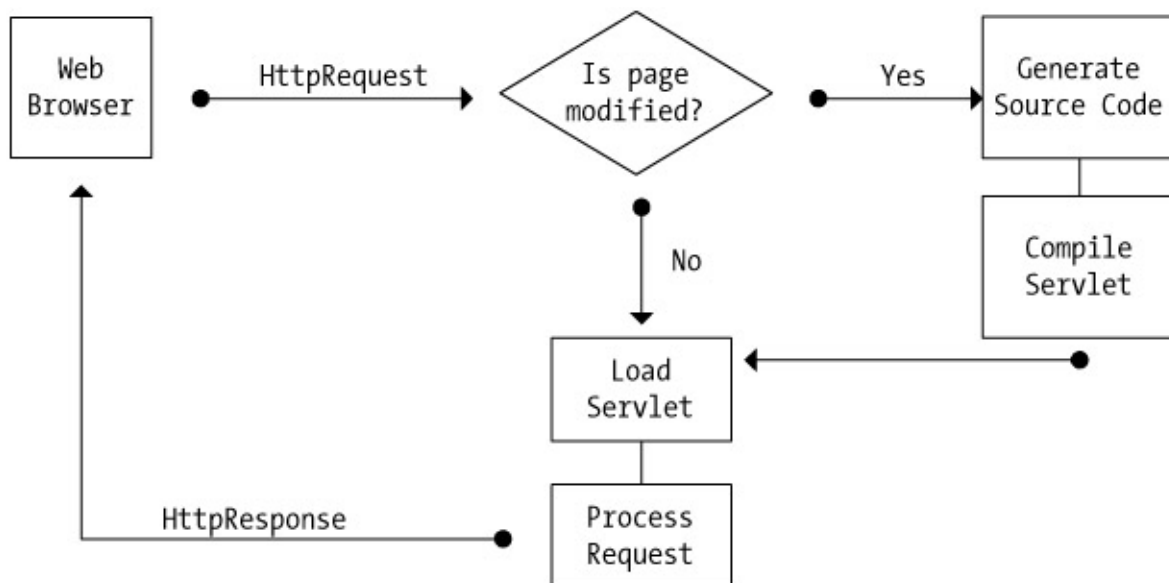 Web
Browser
HttpRequest
Is page
modified?
Yes
Generate
Source Code
No
Compile
Servlet
Load
Servlet
HttpResponse
Process
Request